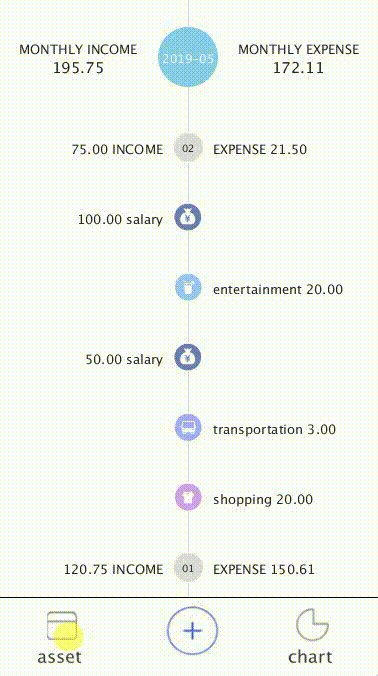 MONTHLY INCOME
195.75
2019-05
MONTHLY EXPENSE
172.11
75.00 INCOME 02 EXPENSE 21.50
100.00 salary ¥
entertainment 20.00
50.00 salary ¥
transportation 3.00
shopping 20.00
120.75 INCOME 01 EXPENSE 150.61
asset + chart